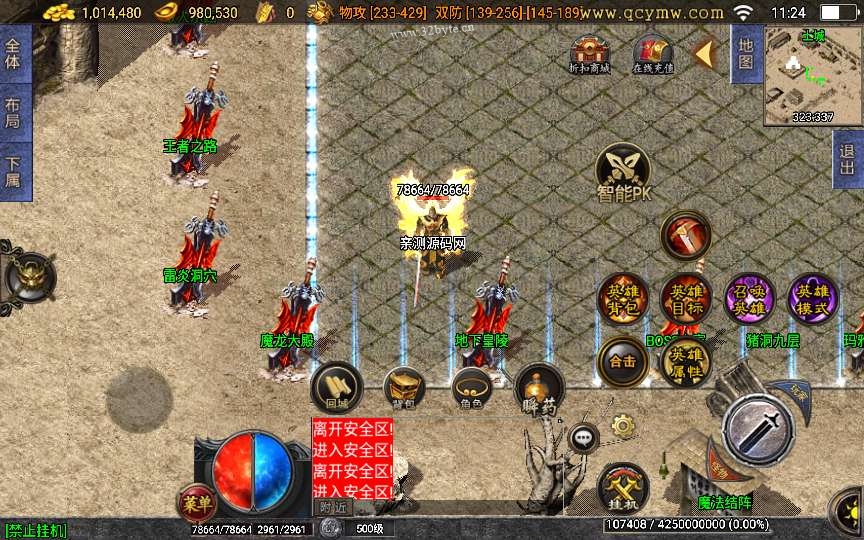 1,014,480
980,530
0
物攻 [233-429] 双防 [139-256]-[145-189]
www.qcymw.com
11:24
www.32byte.cn
全体
布局
下属
折扣商城
在线充值
地图
土城
323:337
退出
王者之路
78664/78664
亲测源码网
智能PK
雷炎洞穴
英雄背包
英雄目标
召唤英雄
英雄模式
魔龙大殿
地下皇陵
猪洞九层
合击
英雄属性
回城
背包
角色
瞬药
玩家
怪物
离开安全区!
进入安全区!
离开安全区!
进入安全区!
附近
菜单
挂机
魔法结阵
[禁止挂机]
78664/78664 2961/2961
500级
107408 / 4250000000 (0.00%)